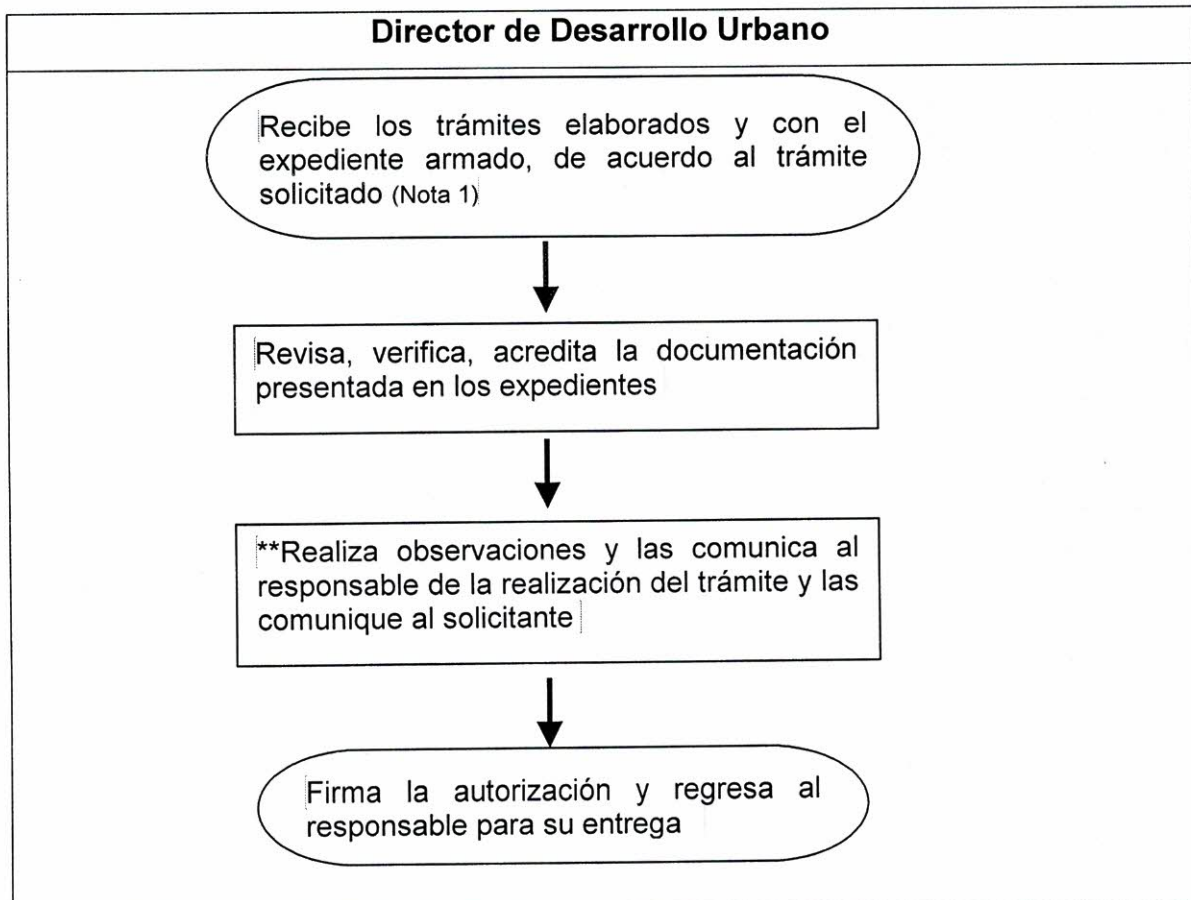 Director de Desarrollo Urbano
Recibe los trámites elaborados y con el
expediente armado, de acuerdo al trámite
solicitado (Nota 1)
Revisa, verifica, acredita la documentación
presentada en los expedientes
**Realiza observaciones y las comunica al
responsable de la realización del trámite y las
comunique al solicitante
Firma la autorización y regresa al
responsable para su entrega